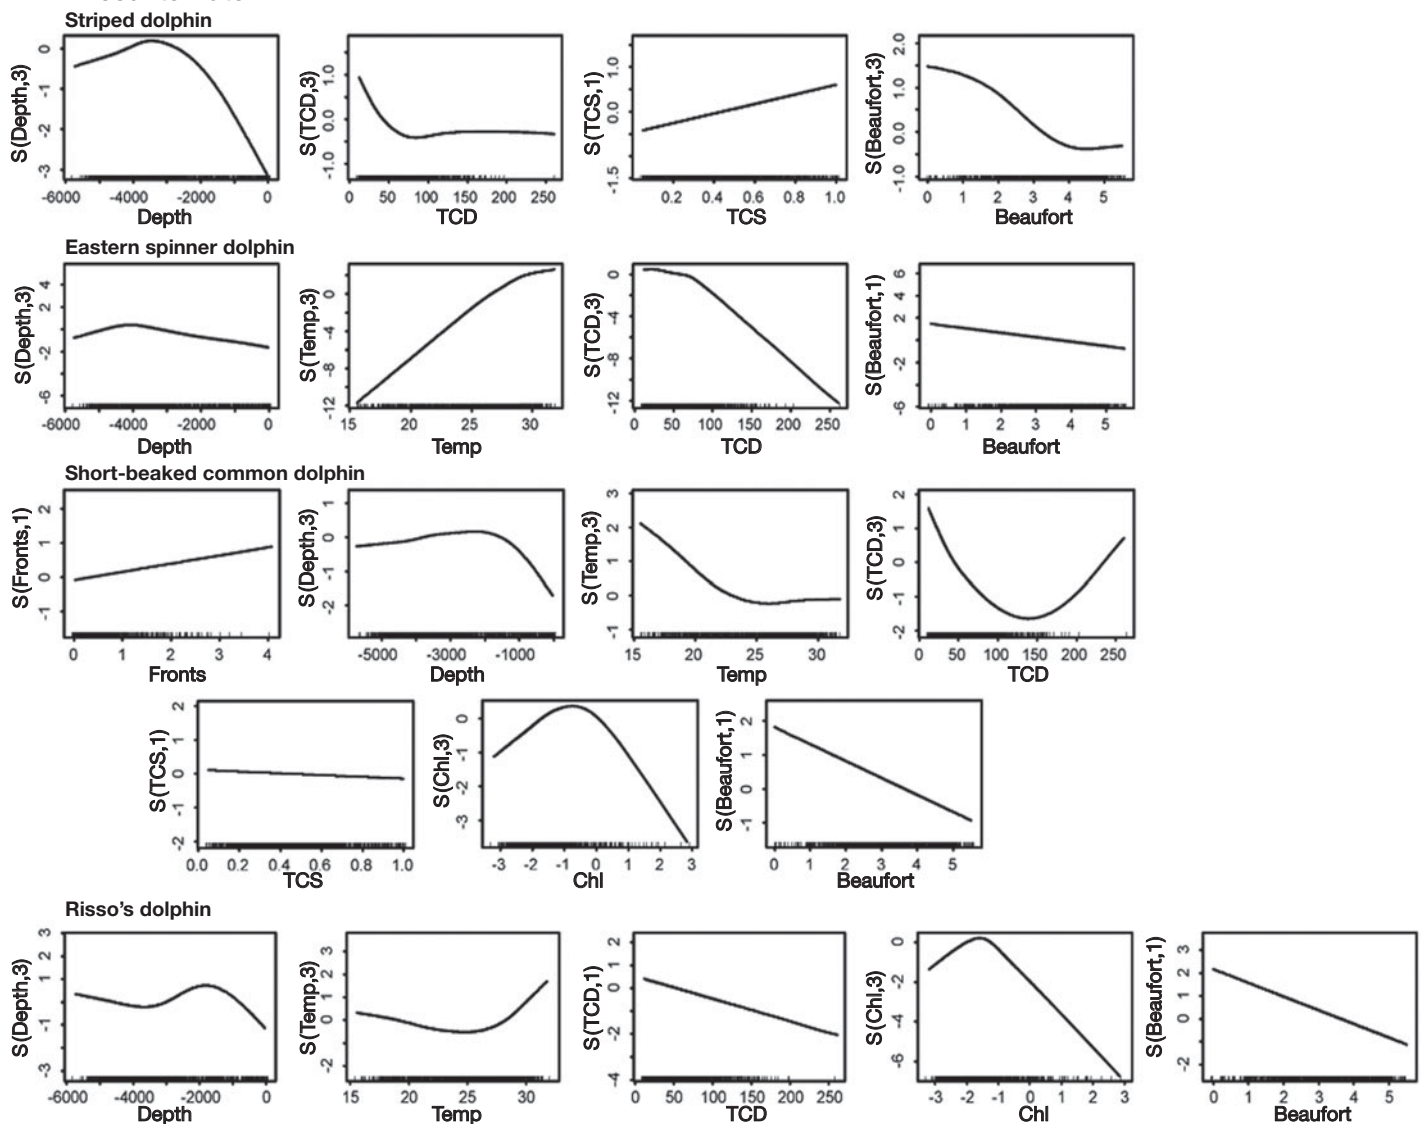 Striped dolphin
S(Depth,3)
0
-1
-2
-3
-6000 -4000 -2000 0
Depth
S(TCD,3)
1.0
0.0
-1.0
0 50 100 150 200 250
TCD
S(TCS,1)
1.0
0.0
-1.5
0.2 0.4 0.6 0.8 1.0
TCS
S(Beaufort,3)
2.0
1.0
0.0
-1.0
0 1 2 3 4 5
Beaufort
Eastern spinner dolphin
S(Depth,3)
4
2
-2
-6
-6000 -4000 -2000 0
Depth
S(Temp,3)
0
-4
-8
-12
15 20 25 30
Temp
S(TCD,3)
0
-4
-8
-12
0 50 100 150 200 250
TCD
S(Beaufort,1)
6
2
-2
-6
0 1 2 3 4 5
Beaufort
Short-beaked common dolphin
S(Fronts,1)
2
1
0
-1
0 1 2 3 4
Fronts
S(Depth,3)
1
0
-1
-2
-5000 -3000 -1000
Depth
S(Temp,3)
3
2
1
0
-1
15 20 25 30
Temp
S(TCD,3)
2
1
0
-1
-2
0 50 100 150 200 250
TCD
S(TCS,1)
2
1
0
-1
-2
0.0 0.2 0.4 0.6 0.8 1.0
TCS
S(Chl,3)
0
-1
-2
-3
-3 -2 -1 0 1 2 3
Chl
S(Beaufort,1)
2
1
0
-1
0 1 2 3 4 5
Beaufort
Risso's dolphin
S(Depth,3)
3
2
1
-1
-3
-6000 -4000 -2000 0
Depth
S(Temp,3)
3
2
1
0
-2
15 20 25 30
Temp
S(TCD,1)
2
1
0
-2
-4
0 50 100 150 200 250
TCD
S(Chl,3)
0
-2
-4
-6
-3 -2 -1 0 1 2 3
Chl
S(Beaufort,1)
3
2
1
0
-2
0 1 2 3 4 5
Beaufort